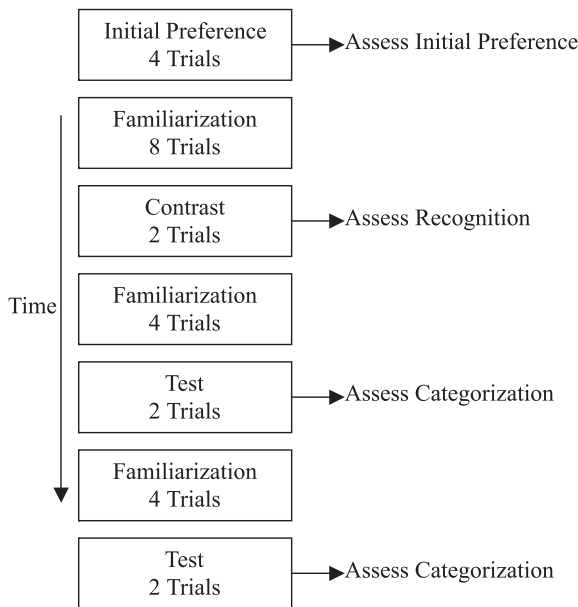 Initial Preference
4 Trials
Assess Initial Preference
Familiarization
8 Trials
Contrast
2 Trials
Assess Recognition
Time
Familiarization
4 Trials
Test
2 Trials
Assess Categorization
Familiarization
4 Trials
Test
2 Trials
Assess Categorization